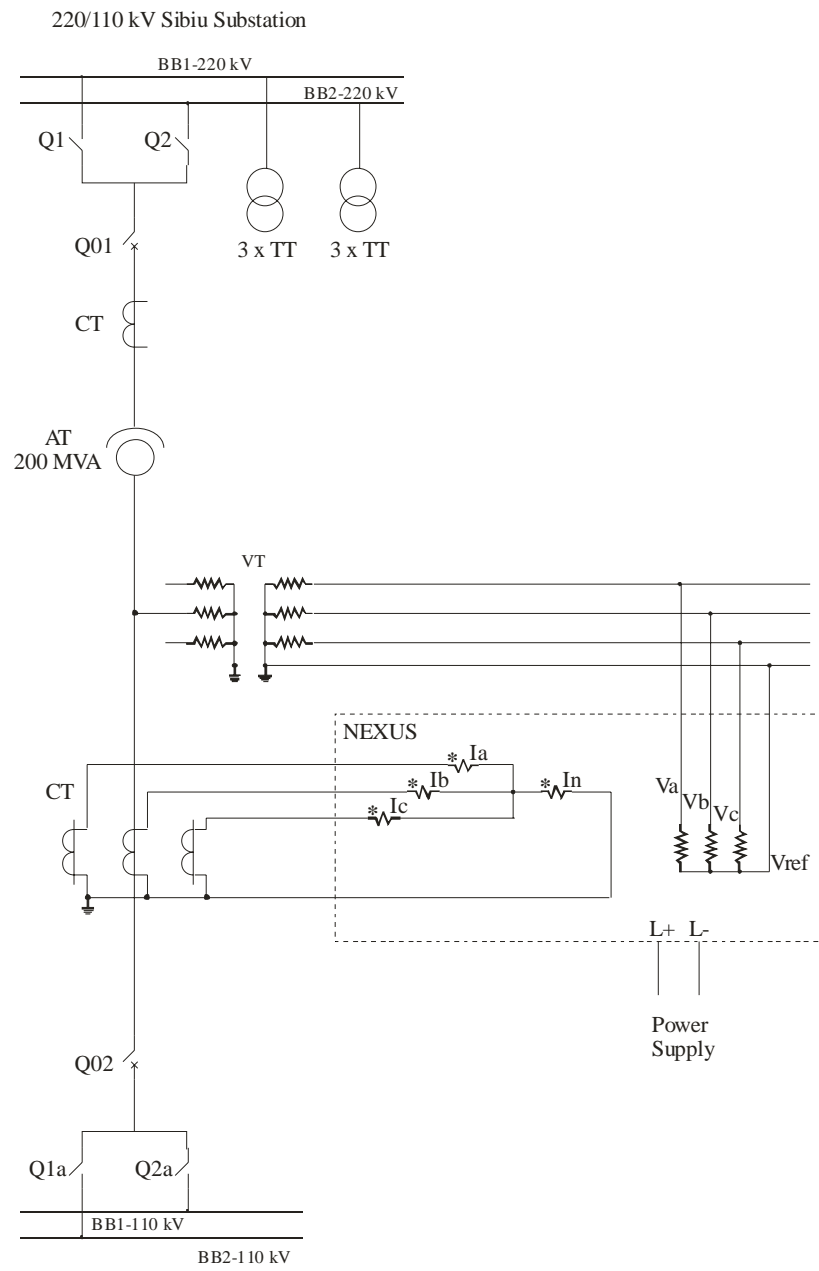 220/110 kV Sibiu Substation
BB1-220 kV
BB2-220 kV
Q1
Q2
Q01
3 x TT
3 x TT
CT
AT
200 MVA
VT
NEXUS
* Ia
CT
* Ib
* In
* Ic
Va
Vb
Vc
Vref
L+
L-
Power
Supply
Q02
Q1a
Q2a
BB1-110 kV
BB2-110 kV